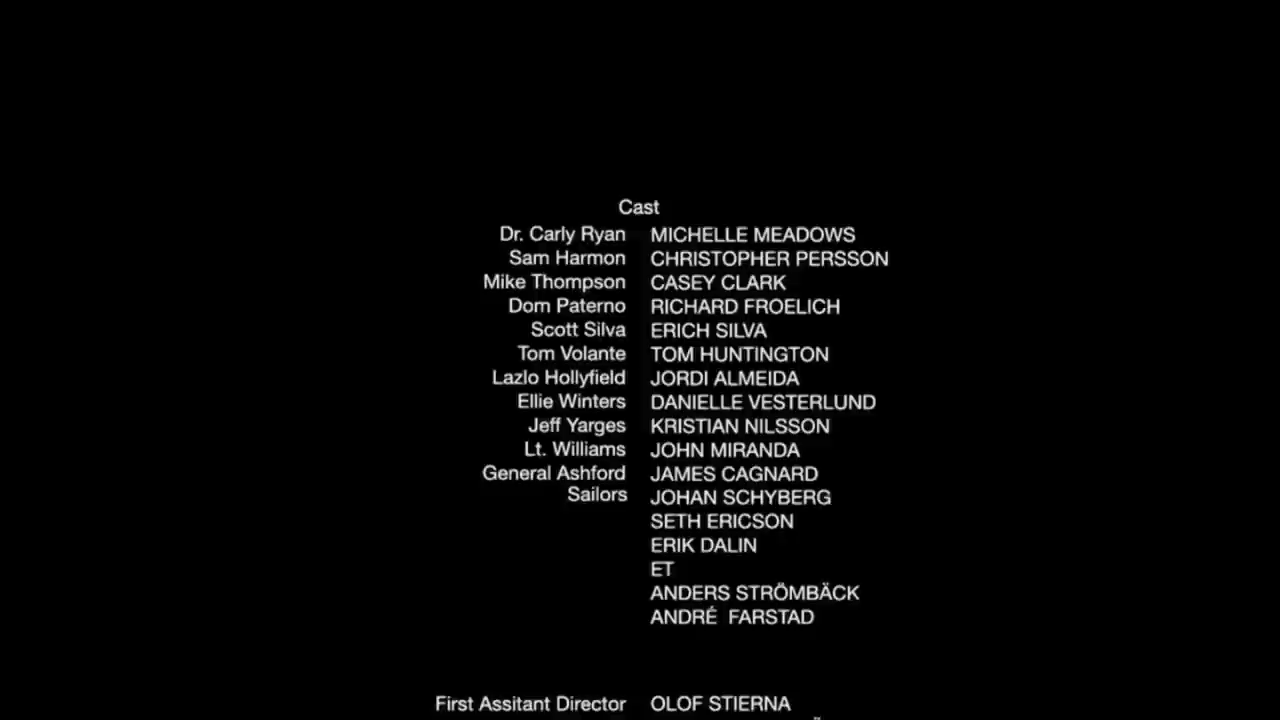 Cast
Dr. Carly Ryan MICHELLE MEADOWS
Sam Harmon CHRISTOPHER PERSSON
Mike Thompson CASEY CLARK
Dom Paterno RICHARD FROELICH
Scott Silva ERICH SILVA
Tom Volante TOM HUNTINGTON
Lazlo Hollyfield JORDI ALMEIDA
Ellie Winters DANIELLE VESTERLUND
Jeff Yarges KRISTIAN NILSSON
Lt. Williams JOHN MIRANDA
General Ashford JAMES CAGNARD
Sailors JOHAN SCHYBERG
SETH ERICSON
ERIK DALIN
ET
ANDERS STRÖMBÄCK
ANDRÉ FARSTAD
First Assitant Director OLOF STIERNA